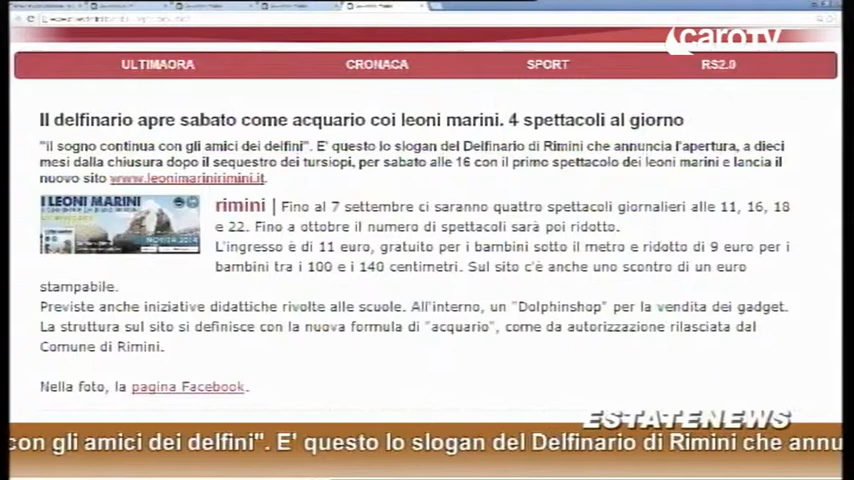 caroTV
ULTIMAORA CRONACA SPORT RS2.0
Il delfinario apre sabato come acquario coi leoni marini. 4 spettacoli al giorno
"il sogno continua con gli amici dei delfini". E' questo lo slogan del Delfinario di Rimini che annuncia l'apertura, a dieci
mesi dalla chiusura dopo il sequestro dei tursiopi, per sabato alle 16 con il primo spettacolo dei leoni marini e lancia il
nuovo sito www.leonimarinirimini.it.
I LEONI MARINI
NOVITÀ 2014
rimini | Fino al 7 settembre ci saranno quattro spettacoli giornalieri alle 11, 16, 18
e 22. Fino a ottobre il numero di spettacoli sarà poi ridotto.
L'ingresso è di 11 euro, gratuito per i bambini sotto il metro e ridotto di 9 euro per i
bambini tra i 100 e i 140 centimetri. Sul sito c'è anche uno scontro di un euro
stampabile.
Previste anche iniziative didattiche rivolte alle scuole. All'interno, un "Dolphinshop" per la vendita dei gadget.
La struttura sul sito si definisce con la nuova formula di "acquario", come da autorizzazione rilasciata dal
Comune di Rimini.
Nella foto, la pagina Facebook.
ESTATENEWS
con gli amici dei delfini". E' questo lo slogan del Delfinario di Rimini che annu